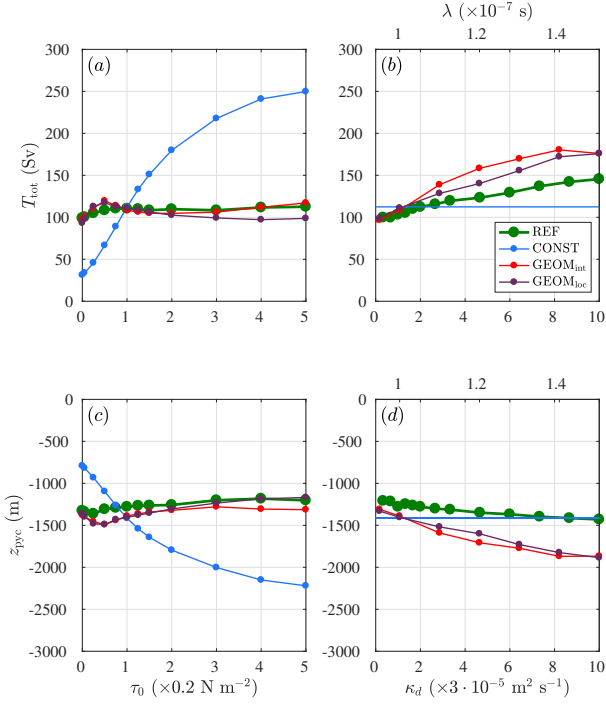 λ (×10⁻⁷ s)
1 1.2 1.4
300
250
200
150
100
50
0
T_tot (Sv)
(a)
0 1 2 3 4 5
(b)
REF
CONST
GEOM_int
GEOM_loc
0 2 4 6 8 10
1 1.2 1.4
0
-500
-1000
-1500
-2000
-2500
-3000
z_pyc (m)
(c)
0 1 2 3 4 5
τ₀ (×0.2 N m⁻²)
(d)
0 2 4 6 8 10
κ_d (×3 · 10⁻⁵ m² s⁻¹)